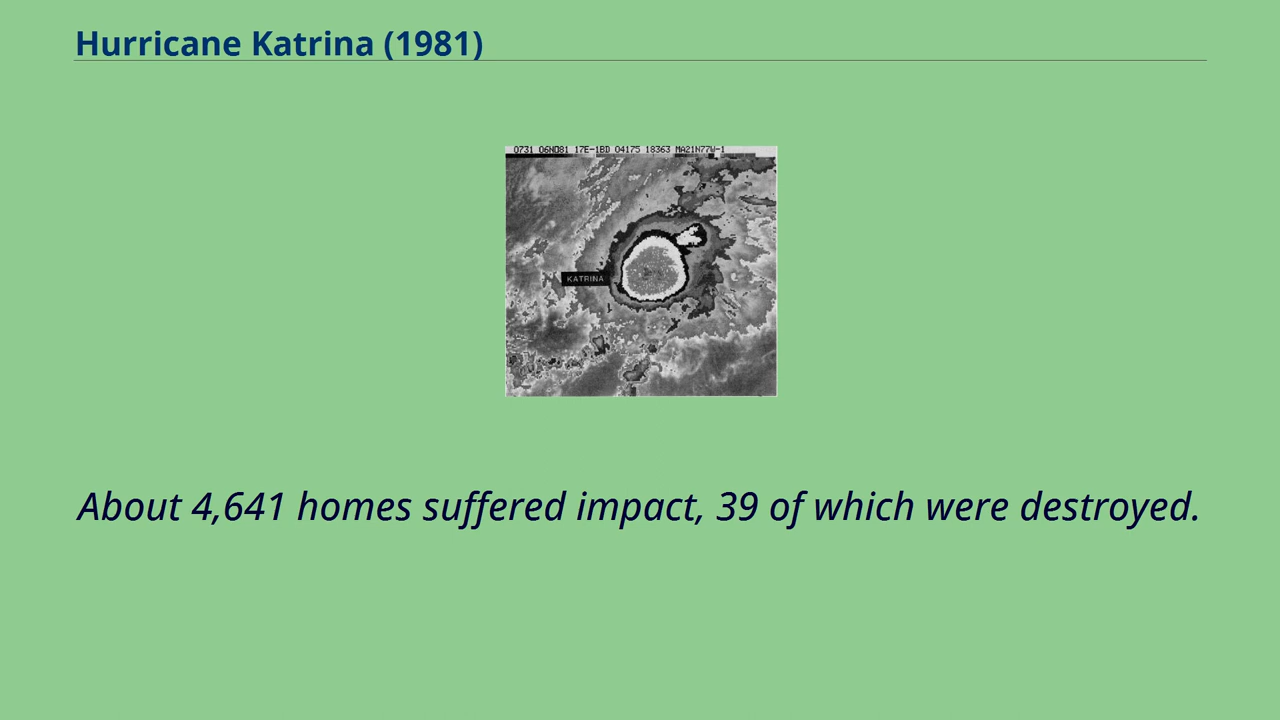 Hurricane Katrina (1981)
0731 06NO81 17E-1BD 04175 18363 MA21N77W-1
KATRINA
About 4,641 homes suffered impact, 39 of which were destroyed.